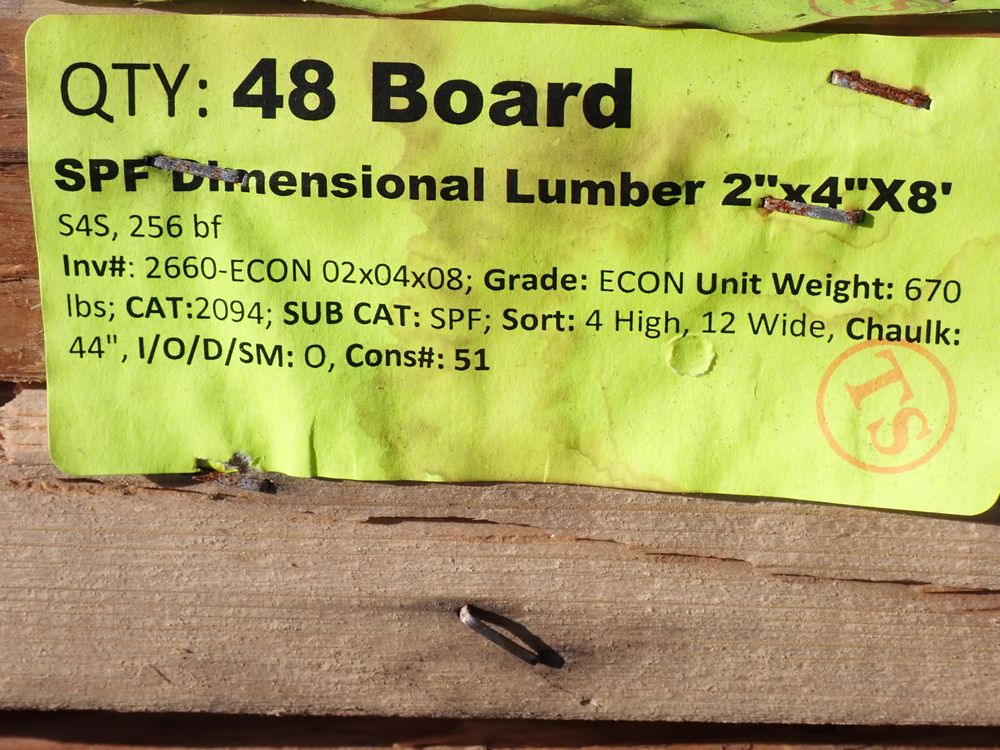 QTY: 48 Board
SPF Dimensional Lumber 2"x4"X8'
S4S, 256 bf
Inv#: 2660-ECON 02x04x08; Grade: ECON Unit Weight: 670
lbs; CAT:2094; SUB CAT: SPF; Sort: 4 High, 12 Wide, Chaulk:
44", I/O/D/SM: O, Cons#: 51
TS